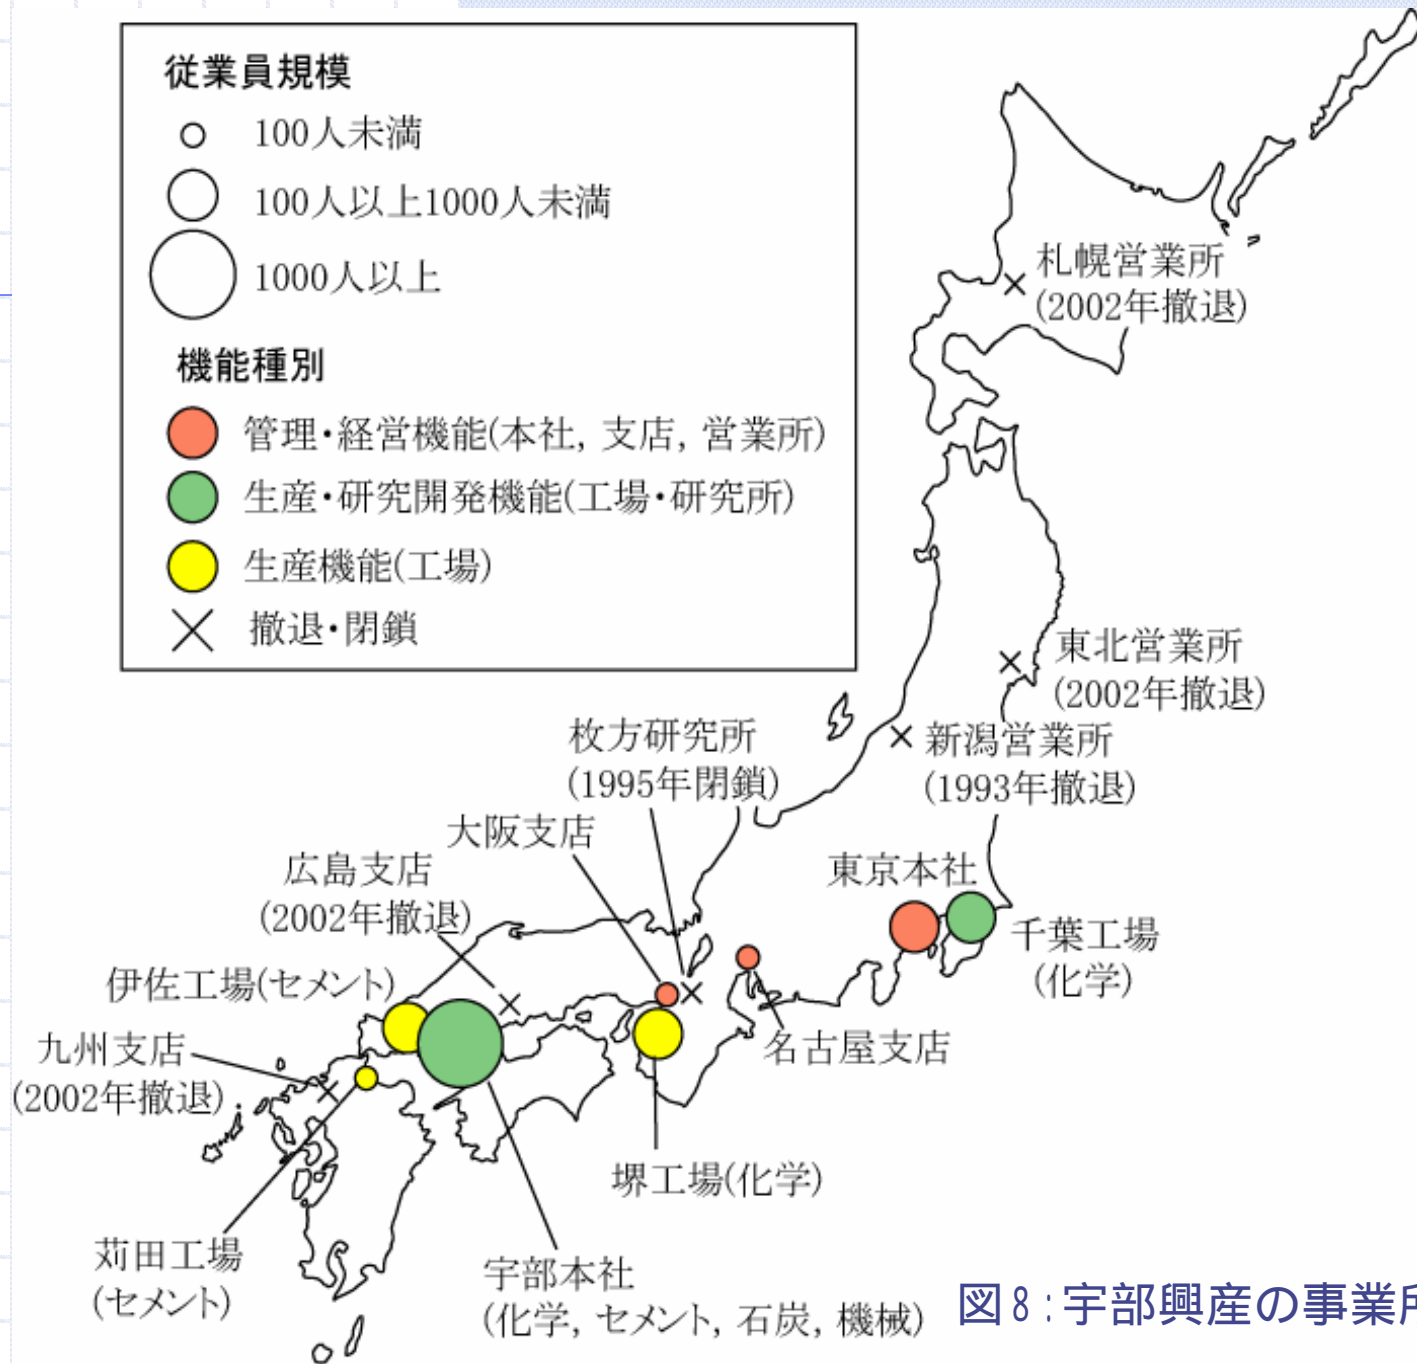 従業員規模
100人未満
100人以上1000人未満
1000人以上
機能種別
管理・経営機能(本社, 支店, 営業所)
生産・研究開発機能(工場・研究所)
生産機能(工場)
撤退・閉鎖
札幌営業所
(2002年撤退)
東北営業所
(2002年撤退)
新潟営業所
(1993年撤退)
枚方研究所
(1995年閉鎖)
大阪支店
広島支店
(2002年撤退)
東京本社
千葉工場
(化学)
伊佐工場(セメント)
九州支店
(2002年撤退)
名古屋支店
堺工場(化学)
苅田工場
(セメント)
宇部本社
(化学, セメント, 石炭, 機械)
図8:宇部興産の事業所